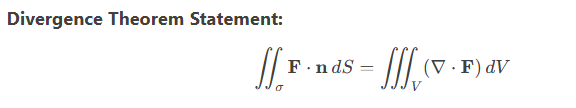 Divergence Theorem Statement:
∬_σ F · n dS = ∭_V (∇ · F) dV